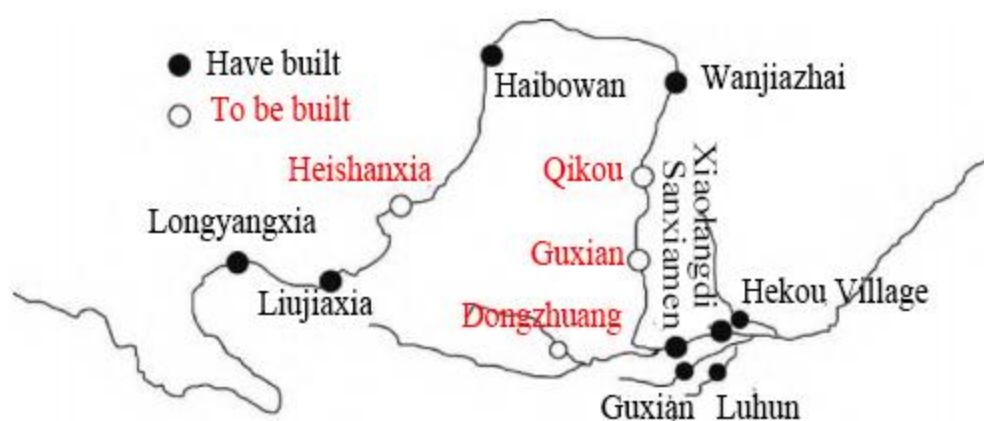 Have built
To be built
Haibowan
Wanjiazhai
Heishanxia
Qikou
Xiaolangdi
Sanxiamen
Longyangxia
Guxian
Liujiaxia
Hekou Village
Dongzhuang
Guxian
Luhun